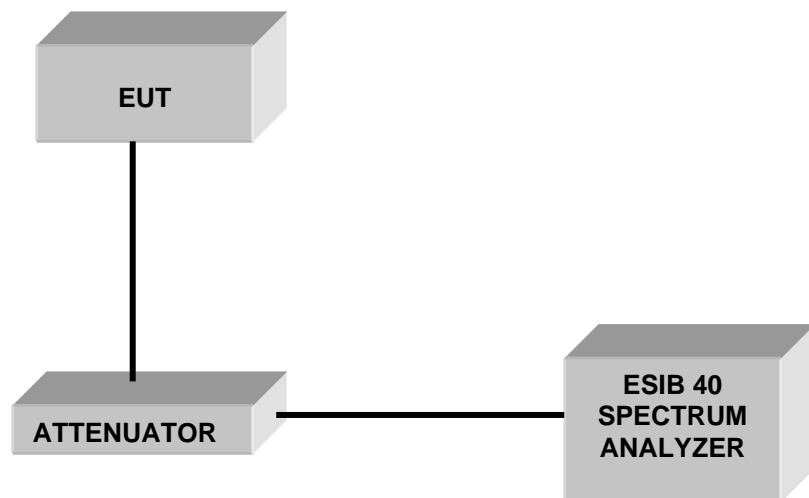 EUT
ATTENUATOR
ESIB 40
SPECTRUM
ANALYZER